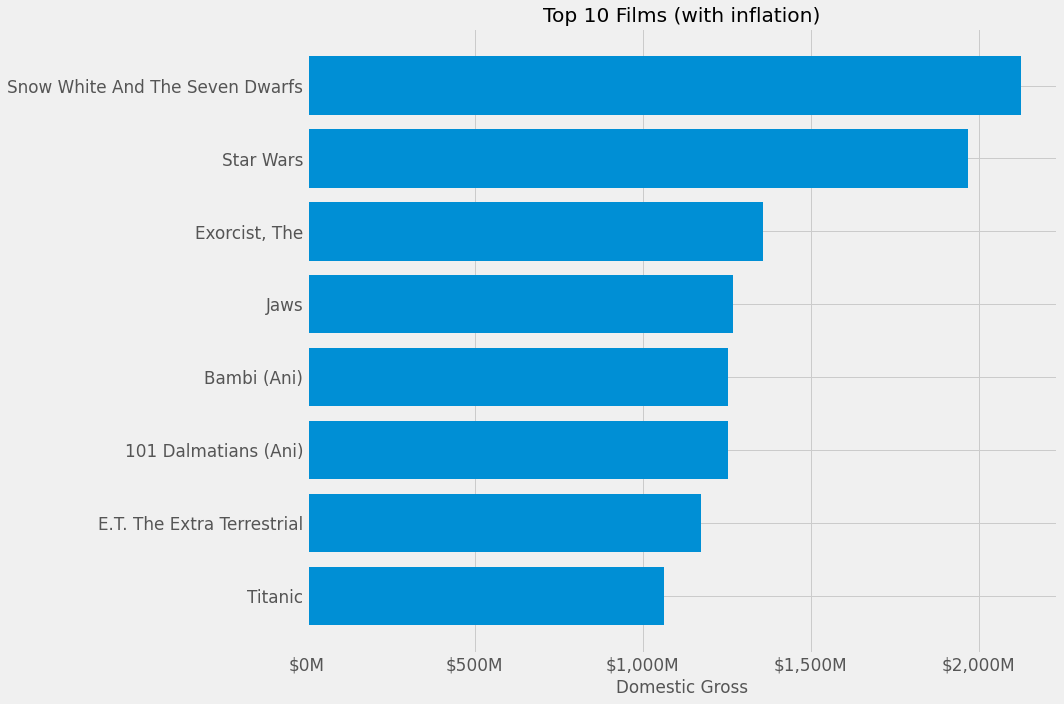 Top 10 Films (with inflation)
Snow White And The Seven Dwarfs
Star Wars
Exorcist, The
Jaws
Bambi (Ani)
101 Dalmatians (Ani)
E.T. The Extra Terrestrial
Titanic
$0M $500M $1,000M $1,500M $2,000M
Domestic Gross